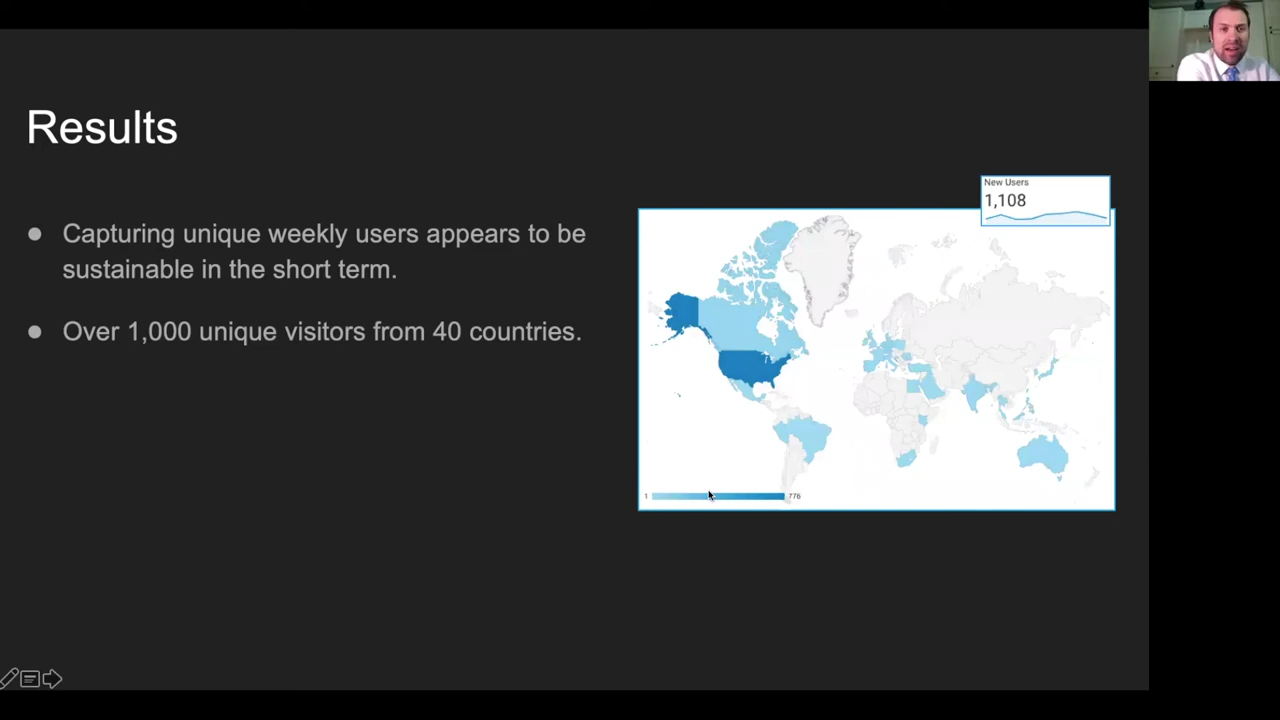 Results
● Capturing unique weekly users appears to be
sustainable in the short term.
● Over 1,000 unique visitors from 40 countries.
New Users
1,108
1 776